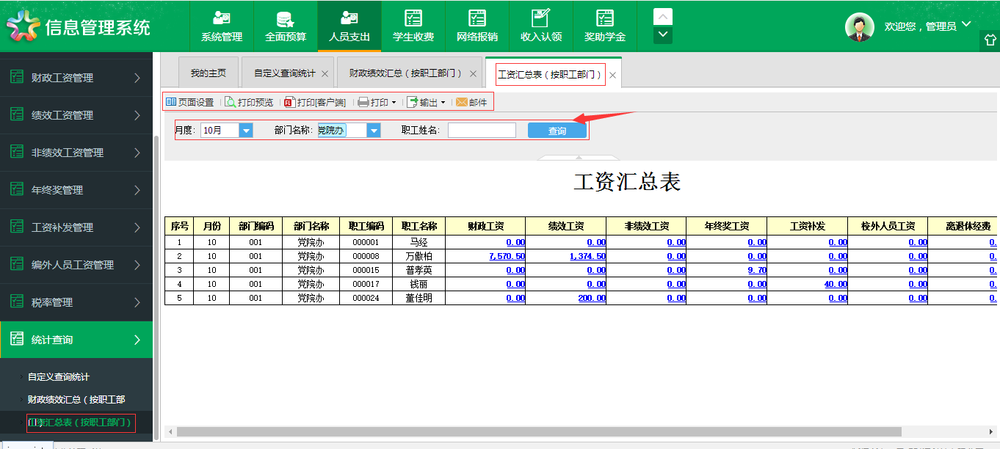 信息管理系统
系统管理 全面预算 人员支出 学生收费 网络报销 收入认领 奖助学金
欢迎您，管理员
财政工资管理
绩效工资管理
非绩效工资管理
年终奖管理
工资补发管理
编外人员工资管理
税率管理
统计查询
自定义查询统计
财政绩效汇总（按职工部
工资汇总表（按职工部门）
我的主页 自定义查询统计 财政绩效汇总（按职工部门） 工资汇总表（按职工部门）
页面设置 打印预览 打印[客户端] 打印 输出 邮件
月度： 10月 部门名称： 党院办 职工姓名： 查询
工资汇总表
序号 月份 部门编码 部门名称 职工编码 职工名称 财政工资 绩效工资 非绩效工资 年终奖工资 工资补发 校外人员工资 离退休经费
1 10 001 党院办 000001 马经 0.00 0.00 0.00 0.00 0.00 0.00 0.
2 10 001 党院办 000008 万傲柏 7,570.50 1,374.50 0.00 0.00 0.00 0.00 0.
3 10 001 党院办 000015 普孝英 0.00 0.00 0.00 9.70 0.00 0.00 0.
4 10 001 党院办 000017 钱丽 0.00 0.00 0.00 0.00 40.00 0.00 0.
5 10 001 党院办 000024 董佳明 0.00 200.00 0.00 0.00 0.00 0.00 0.